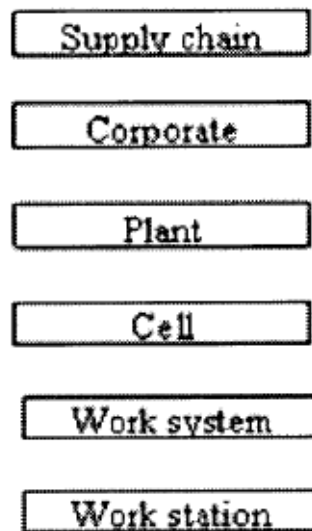 Supply chain
Corporate
Plant
Cell
Work system
Work station